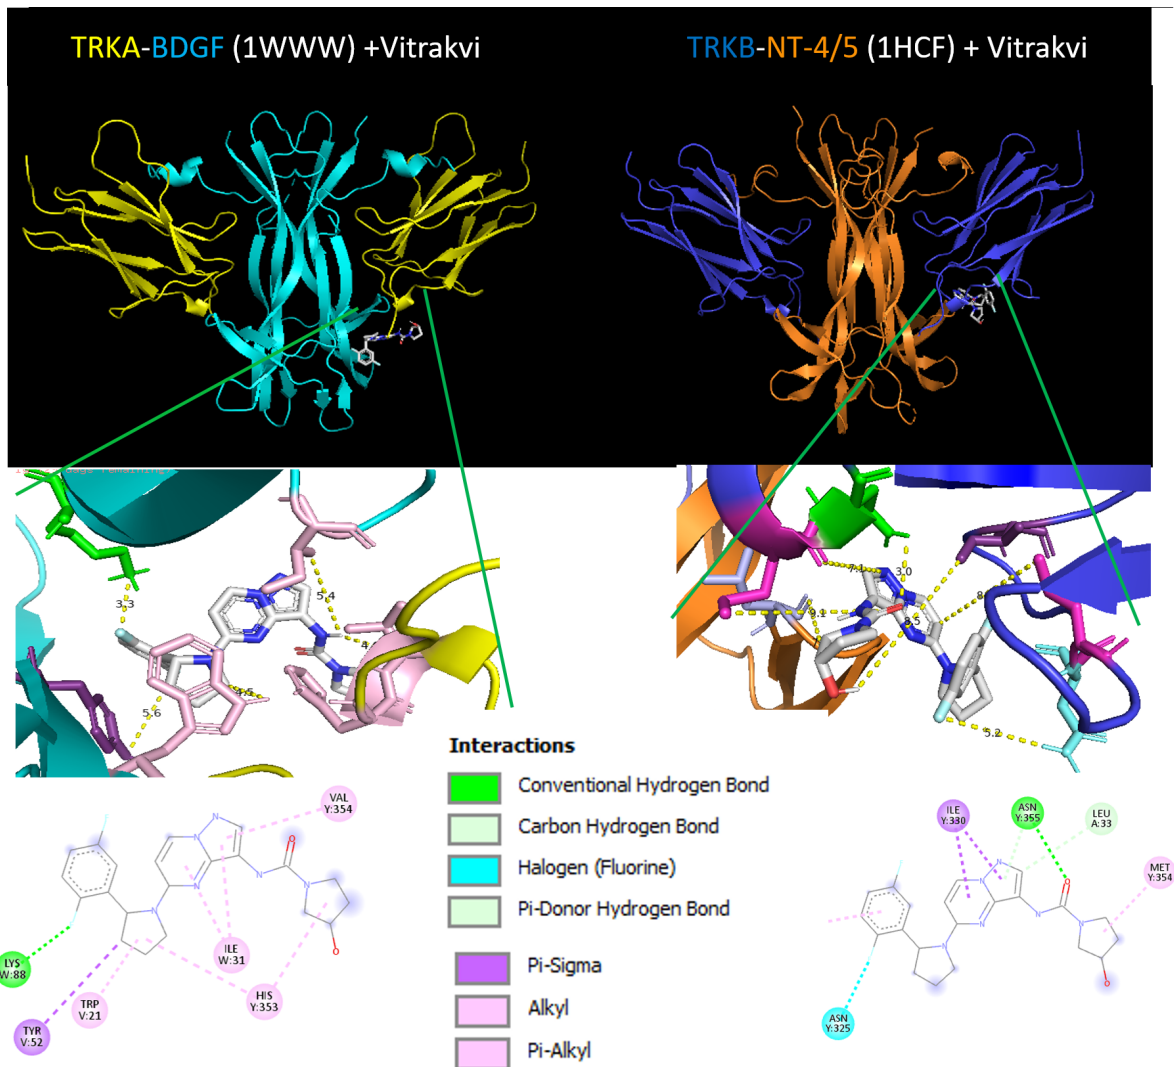 TRKA-BDGF (1WWW) +Vitrakvi
TRKB-NT-4/5 (1HCF) + Vitrakvi
3.3
5.4
4.5
5.6
7.1
3.0
9.1
8.5
5.2
Interactions
Conventional Hydrogen Bond
Carbon Hydrogen Bond
Halogen (Fluorine)
Pi-Donor Hydrogen Bond
Pi-Sigma
Alkyl
Pi-Alkyl
VAL
Y:354
N
N
N
N
NH
N
O
O
F
F
LYS
W:88
ILE
W:31
HIS
Y:353
TRP
V:21
TYR
V:52
ILE
Y:330
ASN
Y:355
LEU
A:33
MET
Y:354
N
N
N
N
NH
N
O
O
F
F
ASN
Y:325